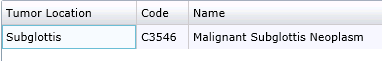 Tumor Location Code Name
Subglottis C3546 Malignant Subglottis Neoplasm